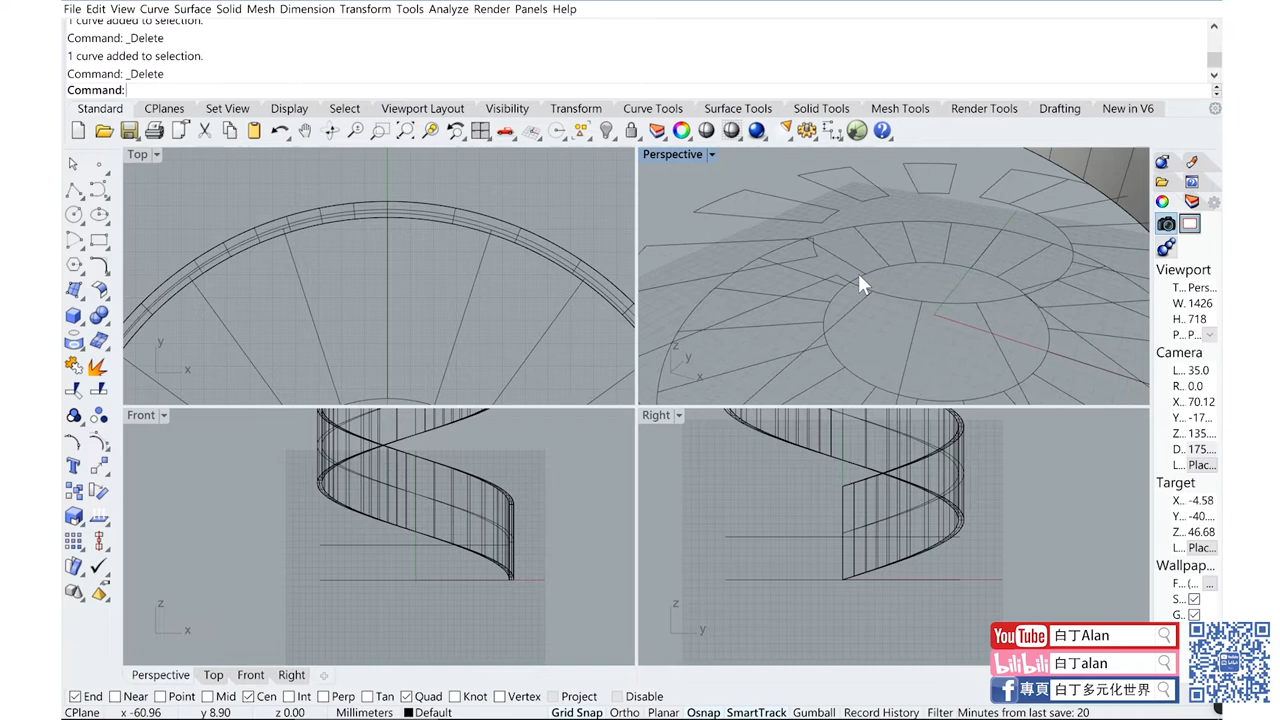 File Edit View Curve Surface Solid Mesh Dimension Transform Tools Analyze Render Panels Help
1 curve added to selection.
Command: _Delete
1 curve added to selection.
Command: _Delete
Command:
Standard CPlanes Set View Display Select Viewport Layout Visibility Transform Curve Tools Surface Tools Solid Tools Mesh Tools Render Tools Drafting New in V6
Top
y
x
Perspective
z
y
x
Front
z
x
Right
z
y
Viewport
T... Pers...
W. 1426
H.. 718
P... P...
Camera
L... 35.0
R... 0.0
X... 70.12
Y... -17...
Z... 135....
D... 175....
L... Plac...
Target
X... -4.58
Y... -40...
Z... 46.68
L... Plac...
Wallpap...
F... (... ...
S...
G...
Perspective Top Front Right
End Near Point Mid Cen Int Perp Tan Quad Knot Vertex Project Disable
CPlane x -60.96 y 8.90 z 0.00 Millimeters Default Grid Snap Ortho Planar Osnap SmartTrack Gumball Record History Filter Minutes from last save: 20
YouTube 白丁Alan
bilibili 白丁alan
f 專頁 白丁多元化世界